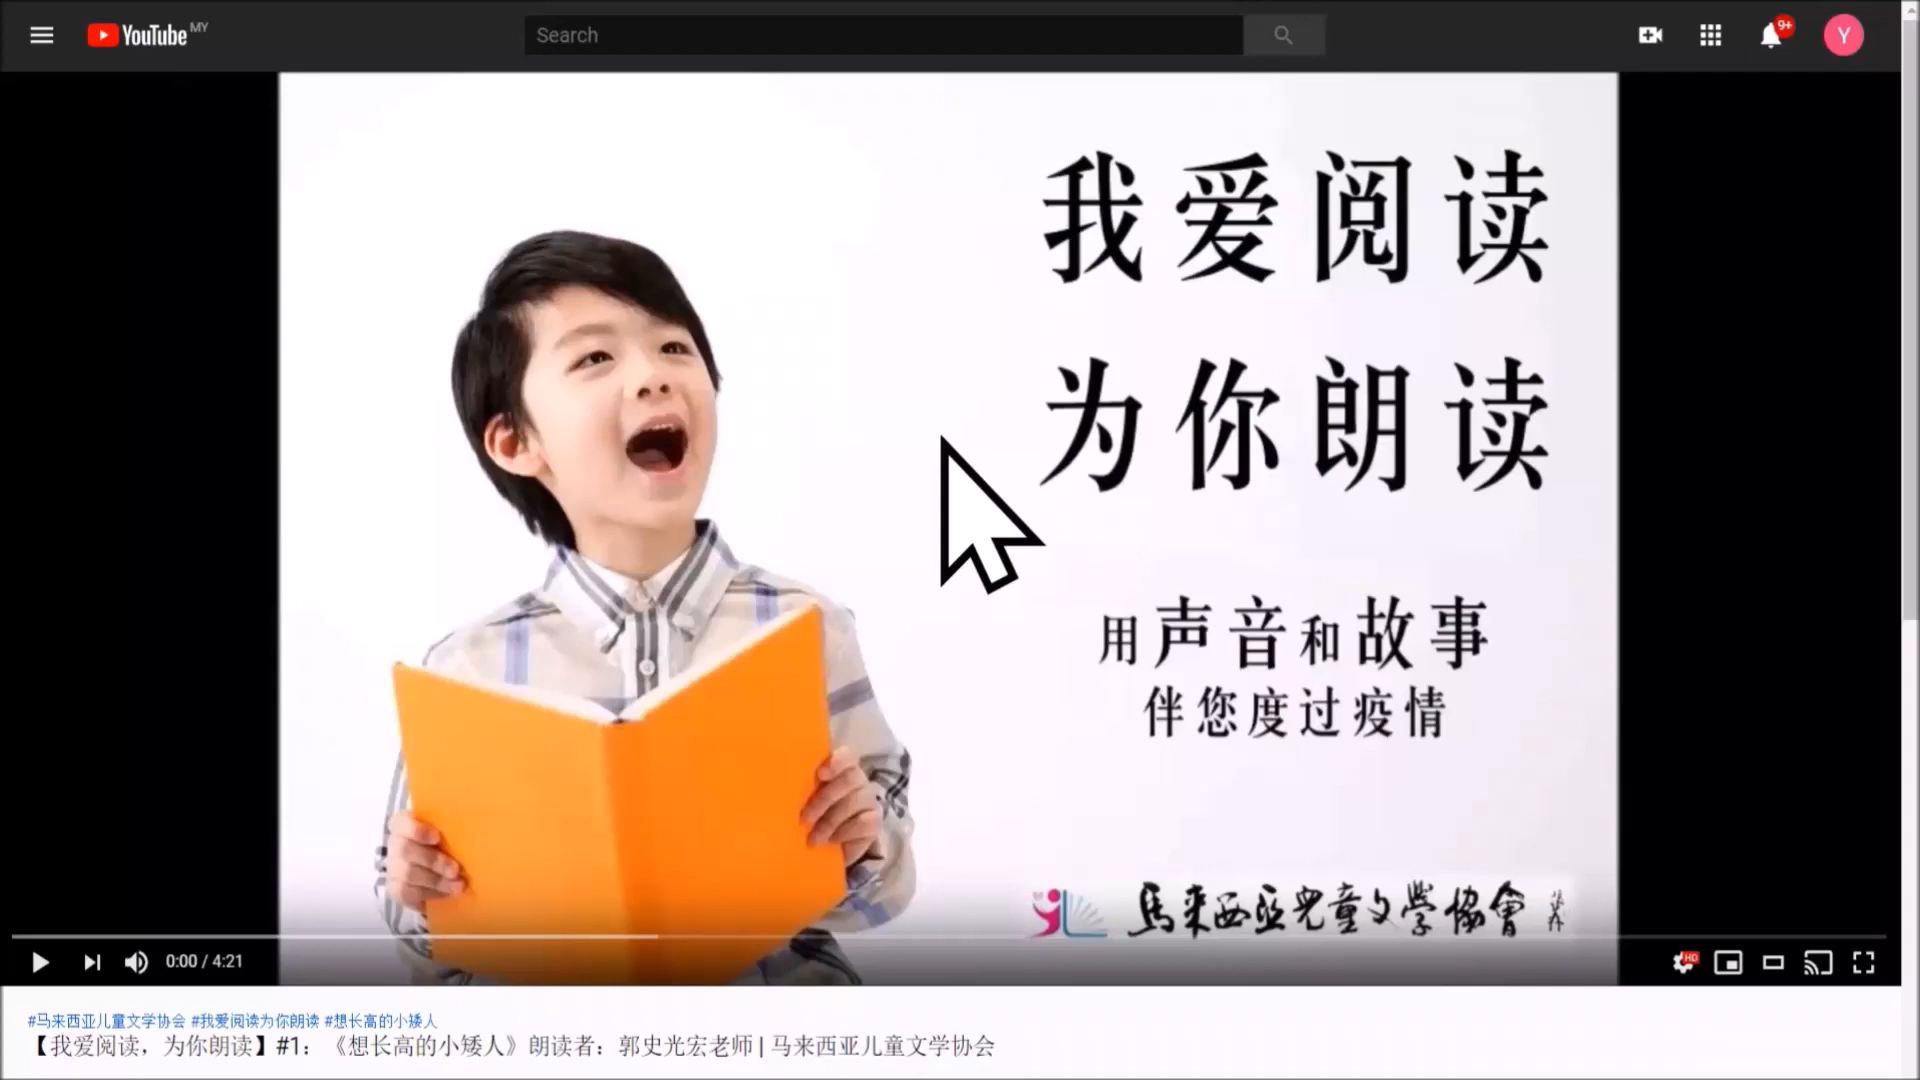 YouTube MY
Search
9+
Y
我爱阅读
为你朗读
用声音和故事
伴您度过疫情
馬来西亞兒童文學協會
0:00 / 4:21
HD
#马来西亚儿童文学协会 #我爱阅读为你朗读 #想长高的小矮人
【我爱阅读，为你朗读】#1：《想长高的小矮人》朗读者：郭史光宏老师 | 马来西亚儿童文学协会